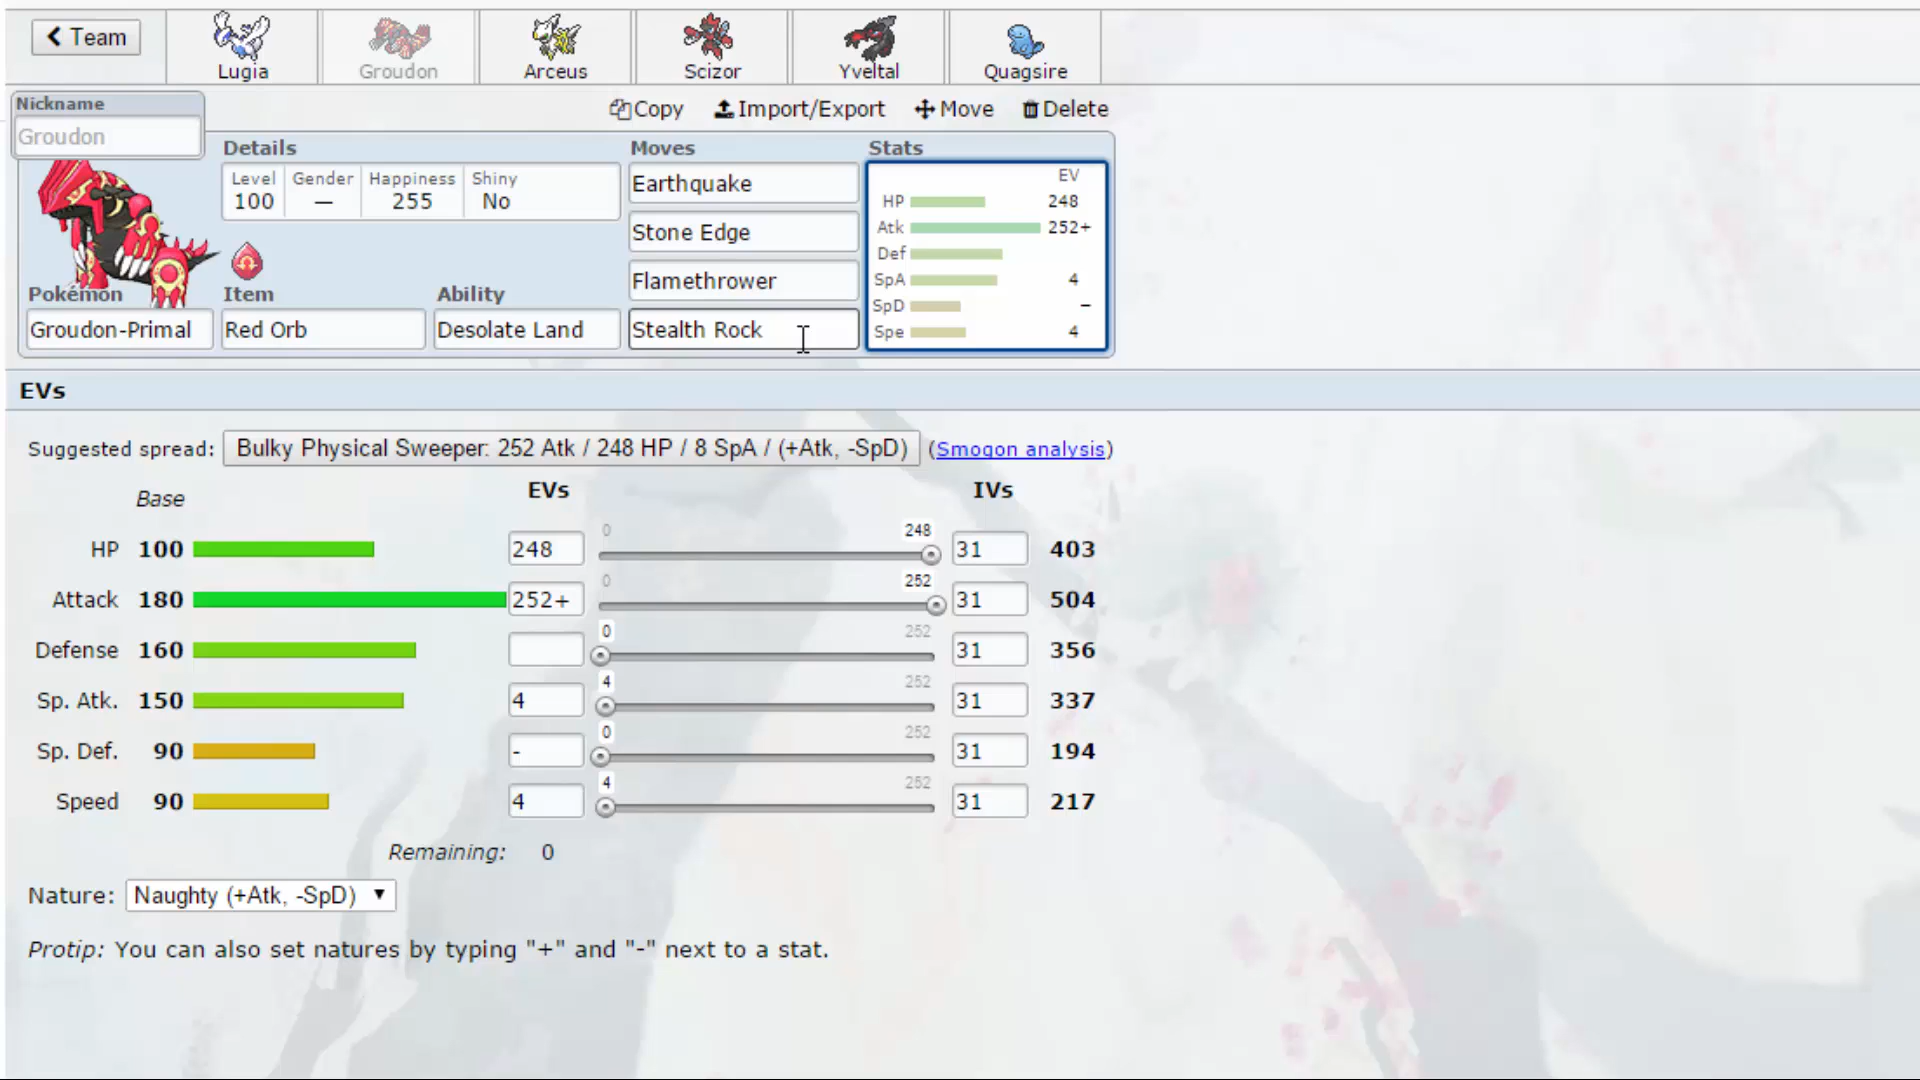 Team
Lugia
Groudon
Arceus
Scizor
Yveltal
Quagsire
Copy Import/Export Move Delete
Nickname
Groudon
Details
Level Gender Happiness Shiny
100 — 255 No
Pokémon Item Ability
Groudon-Primal Red Orb Desolate Land
Moves
Earthquake
Stone Edge
Flamethrower
Stealth Rock
Stats
EV
HP 248
Atk 252+
Def
SpA 4
SpD –
Spe 4
EVs
Suggested spread: Bulky Physical Sweeper: 252 Atk / 248 HP / 8 SpA / (+Atk, -SpD) (Smogon analysis)
Base EVs IVs
0 248
HP 100 248 31 403
0 252
Attack 180 252+ 31 504
0 252
Defense 160 31 356
4 252
Sp. Atk. 150 4 31 337
0 252
Sp. Def. 90 - 31 194
4 252
Speed 90 4 31 217
Remaining: 0
Nature: Naughty (+Atk, -SpD)
Protip: You can also set natures by typing "+" and "-" next to a stat.